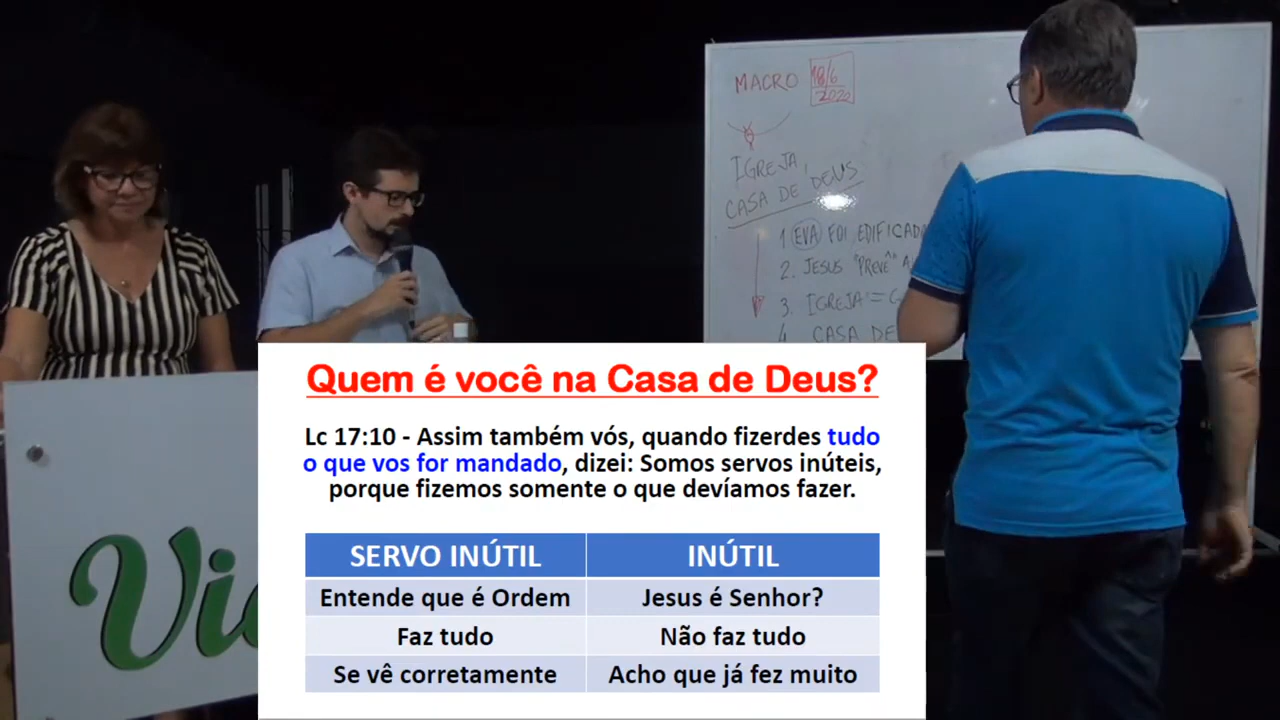 MACRO 18/6
2020
IGREJA,
CASA DE DEUS
1 EVA FOI EDIFICADA
2. JESUS "PREVÊ" A
3. IGREJA =
4 CASA DE
Quem é você na Casa de Deus?
Lc 17:10 - Assim também vós, quando fizerdes tudo
o que vos for mandado, dizei: Somos servos inúteis,
porque fizemos somente o que devíamos fazer.
SERVO INÚTIL INÚTIL
Entende que é Ordem Jesus é Senhor?
Faz tudo Não faz tudo
Se vê corretamente Acho que já fez muito
Vi